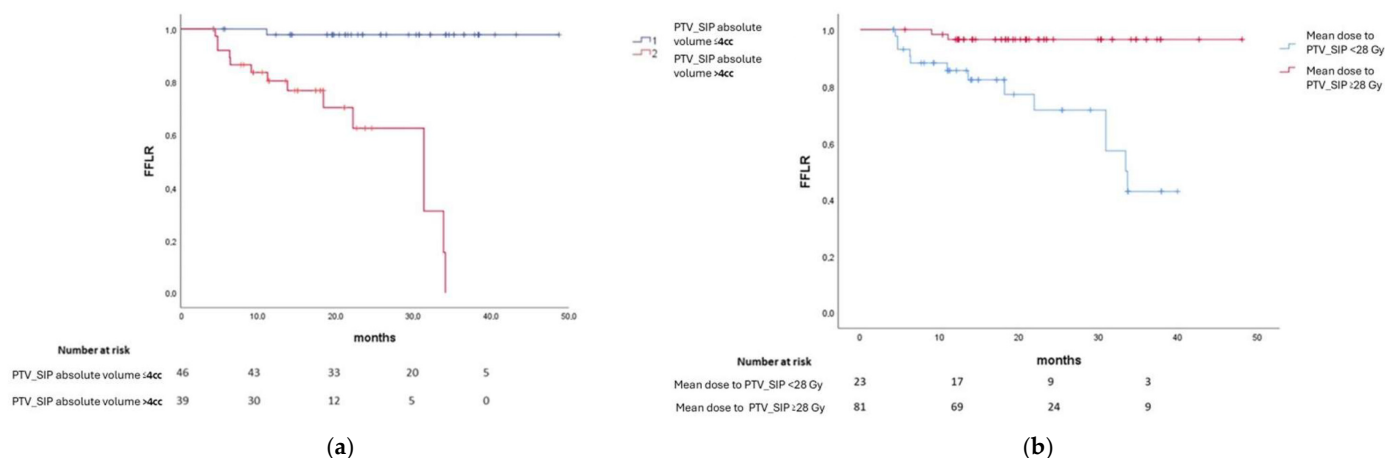 1,0
0,8
0,6
0,4
0,2
0,0
FFLR
0
10.0
20.0
30.0
40.0
50.0
months
PTV_SIP absolute
volume ≤4cc
1
2
PTV_SIP absolute
volume >4cc
Number at risk
PTV_SIP absolute volume ≤4cc 46 43 33 20 5
PTV_SIP absolute volume >4cc 39 30 12 5 0
(a)
1,0
0,8
0,6
0,4
0,2
0,0
FFLR
0 10 20 30 40 50
months
Mean dose to
PTV_SIP <28 Gy
Mean dose to
PTV_SIP ≥28 Gy
Number at risk
Mean dose to PTV_SIP <28 Gy 23 17 9 3
Mean dose to PTV_SIP ≥28 Gy 81 69 24 9
(b)